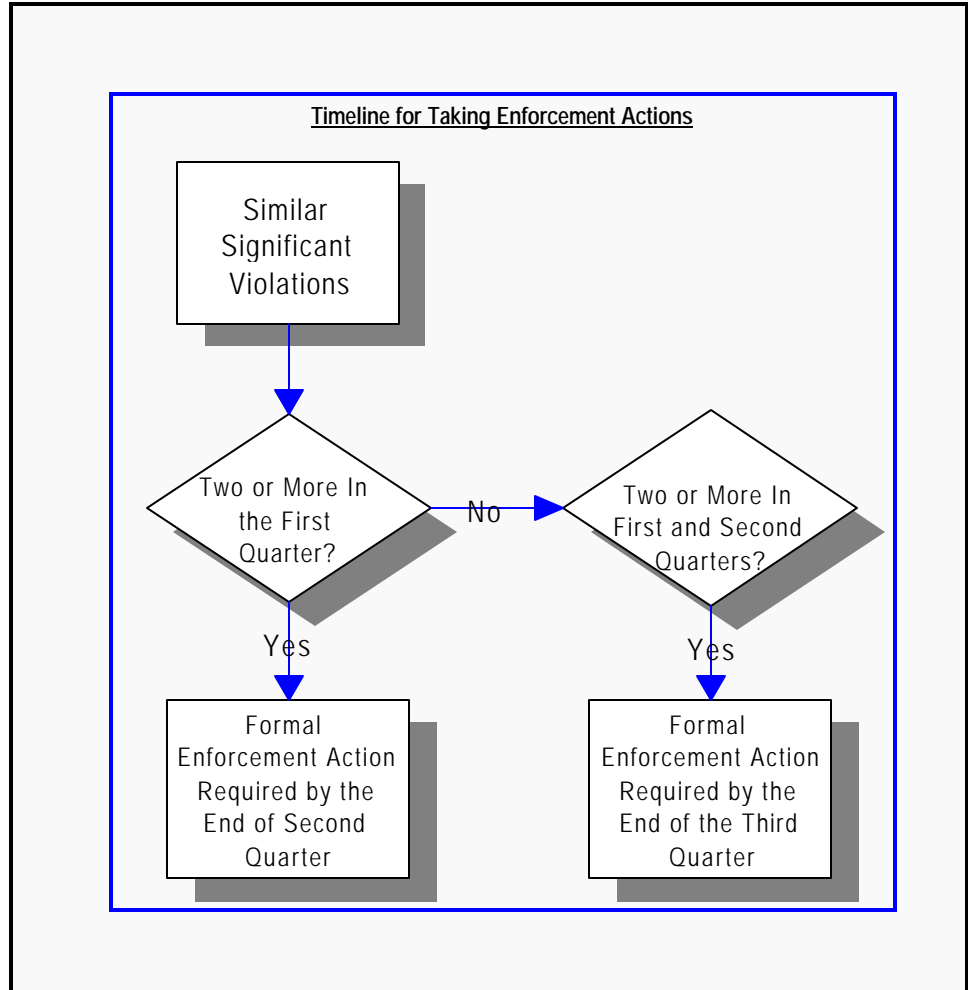 Timeline for Taking Enforcement Actions
Similar
Significant
Violations
Two or More In
the First
Quarter?
No
Two or More In
First and Second
Quarters?
Yes
Yes
Formal
Enforcement Action
Required by the
End of Second
Quarter
Formal
Enforcement Action
Required by the
End of the Third
Quarter